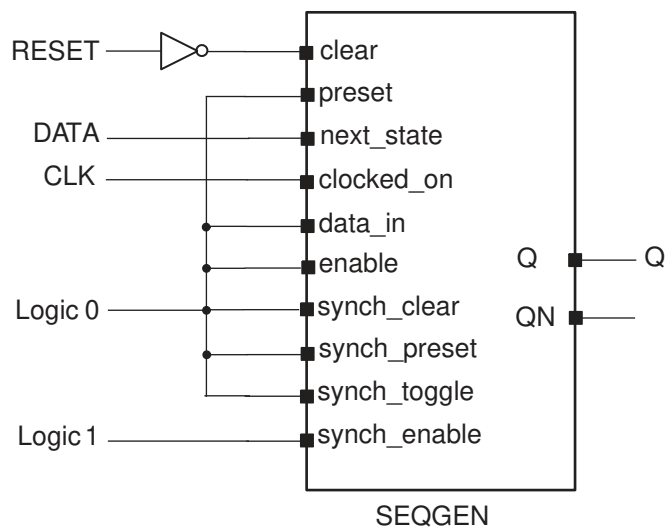 RESET
clear
preset
DATA
next_state
CLK
clocked_on
data_in
enable
Q
Q
Logic 0
synch_clear
QN
synch_preset
synch_toggle
Logic 1
synch_enable
SEQGEN